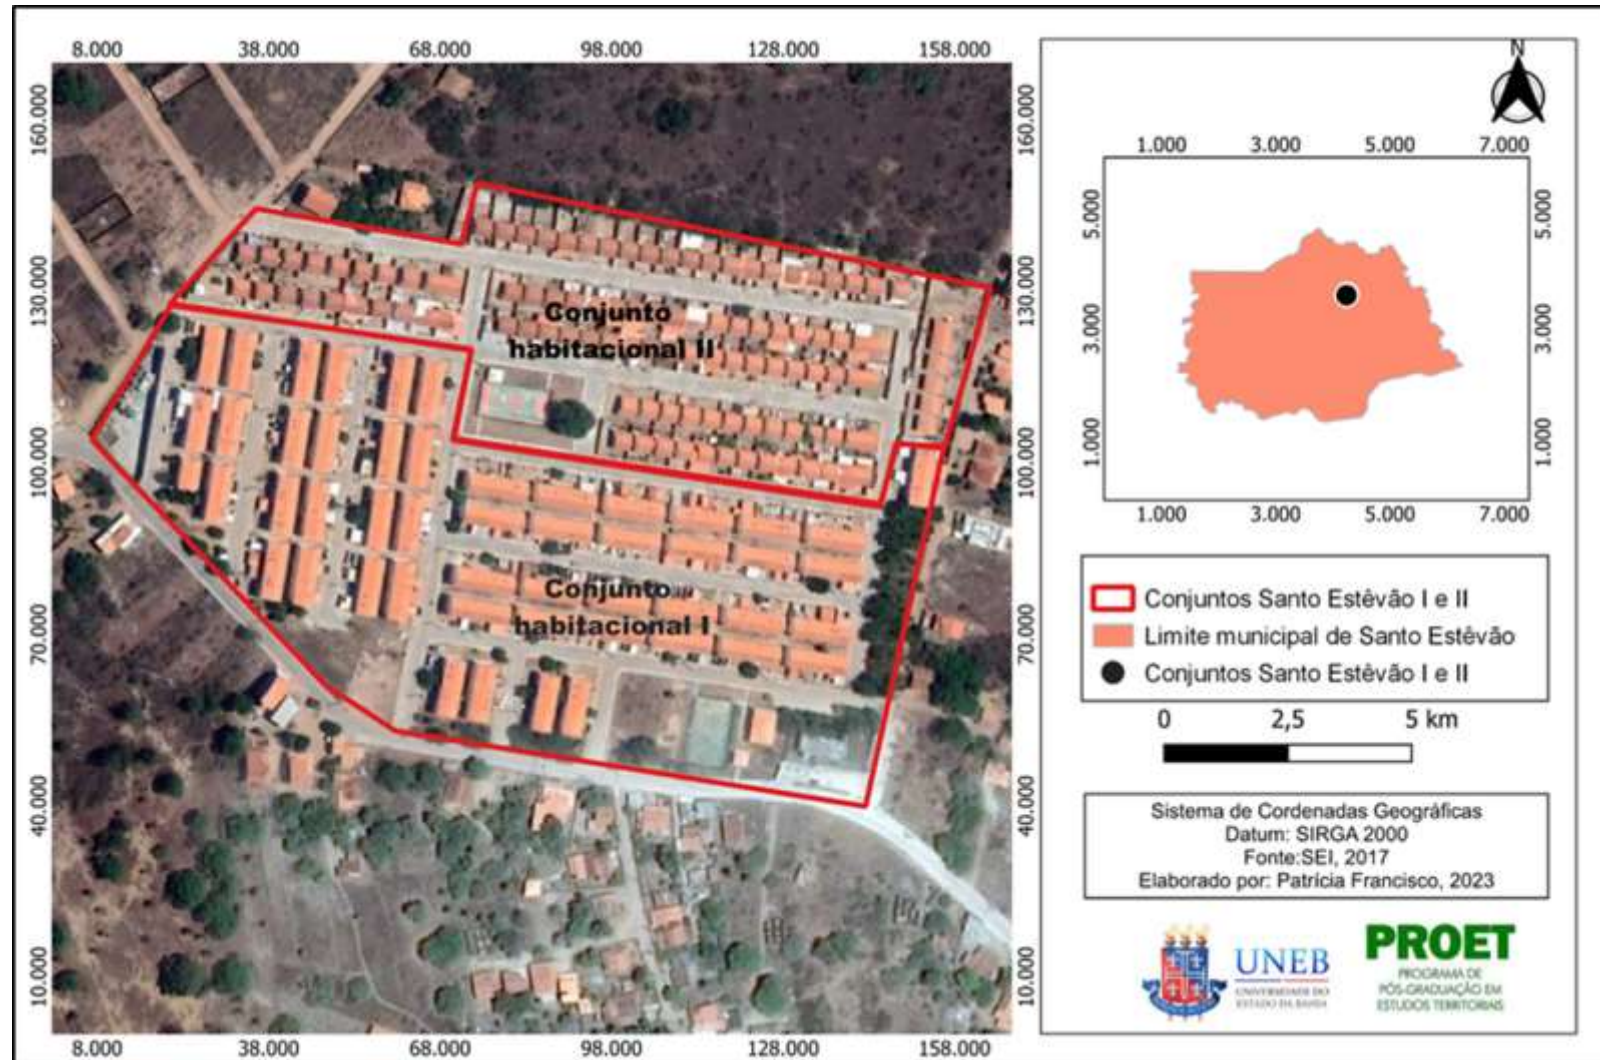 8.000 38.000 68.000 98.000 128.000 158.000
160.000
130.000
100.000
70.000
40.000
10.000
Conjunto
habitacional II
Conjunto
habitacional I
160.000
130.000
100.000
70.000
40.000
10.000
8.000 38.000 68.000 98.000 128.000 158.000
N
1.000 3.000 5.000 7.000
5.000
3.000
1.000
5.000
3.000
1.000
1.000 3.000 5.000 7.000
Conjuntos Santo Estêvão I e II
Limite municipal de Santo Estêvão
Conjuntos Santo Estêvão I e II
0 2,5 5 km
Sistema de Cordenadas Geográficas
Datum: SIRGA 2000
Fonte:SEI, 2017
Elaborado por: Patrícia Francisco, 2023
UNEB
UNIVERSIDADE DO
ESTADO DA BAHIA
PROET
PROGRAMA DE
PÓS-GRADUAÇÃO EM
ESTUDOS TERRITORIAIS